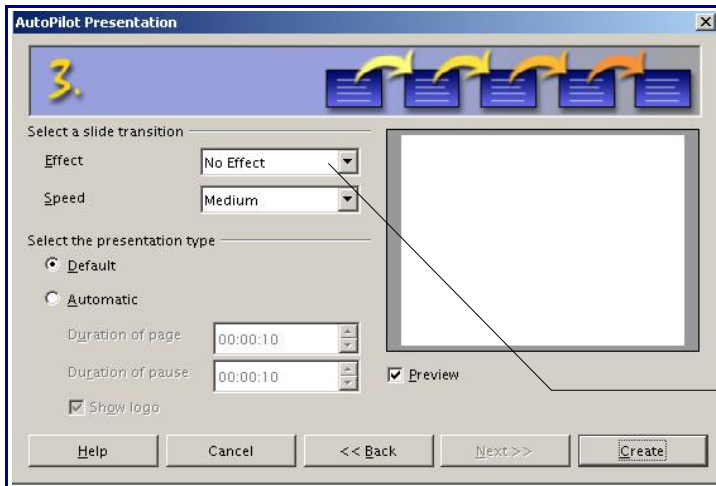 AutoPilot Presentation
3.
Select a slide transition
Effect No Effect
Speed Medium
Select the presentation type
Default
Automatic
Duration of page 00:00:10
Duration of pause 00:00:10
Preview
Show logo
Help Cancel << Back Next >> Create